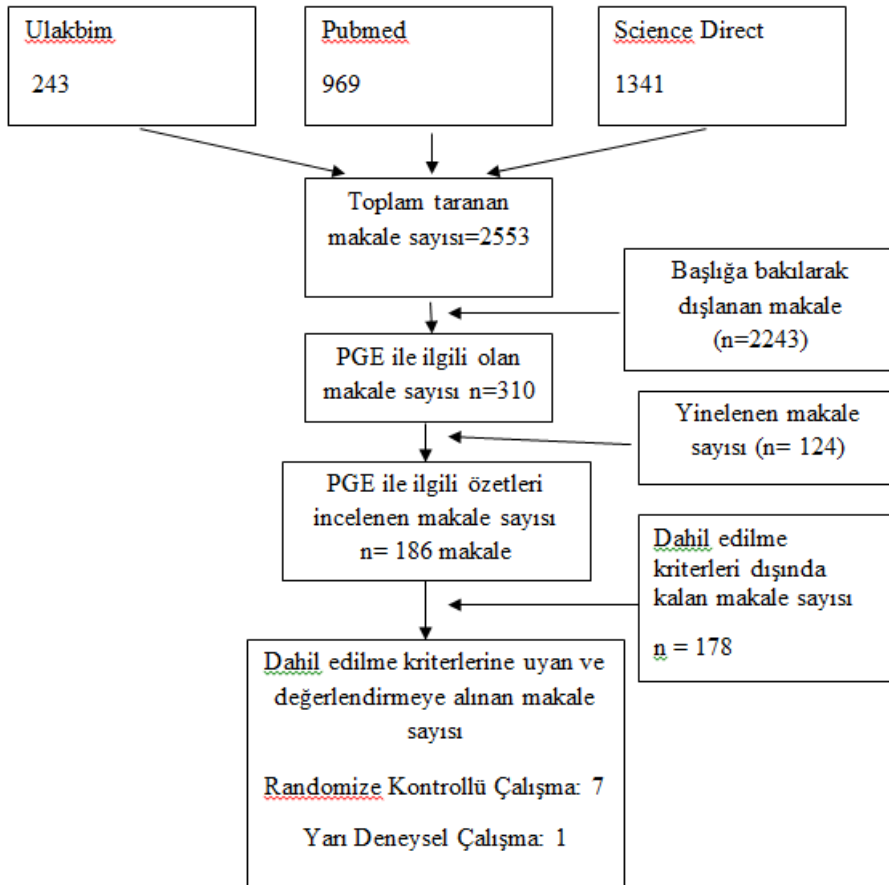 Ulakbim
243
Pubmed
969
Science Direct
1341
Toplam taranan
makale sayısı=2553
Başlığa bakılarak
dışlanan makale
(n=2243)
PGE ile ilgili olan
makale sayısı n=310
Yinelenen makale
sayısı (n= 124)
PGE ile ilgili özetleri
incelenen makale sayısı
n= 186 makale
Dahil edilme
kriterleri dışında
kalan makale sayısı
n = 178
Dahil edilme kriterlerine uyan ve
değerlendirmeye alınan makale
sayısı
Randomize Kontrollü Çalışma: 7
Yarı Deneysel Çalışma: 1